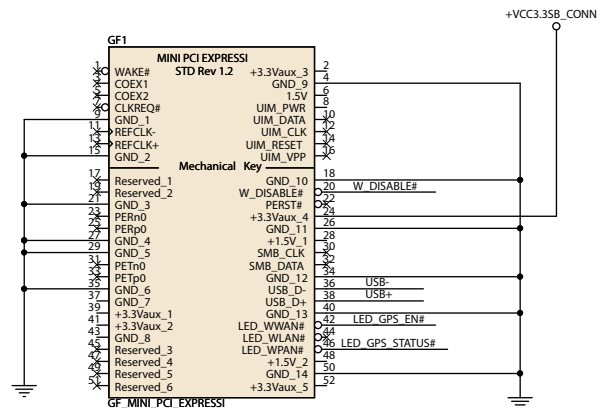 +VCC3.3SB_CONN
GF1
MINI PCI EXPRESSI
STD Rev 1.2
1 WAKE# +3.3Vaux_3 2
3 COEX1 GND_9 4
5 COEX2 1.5V 6
7 CLKREQ# UIM_PWR 8
9 GND_1 UIM_DATA 10
11 REFCLK- UIM_CLK 12
13 REFCLK+ UIM_RESET 14
15 GND_2 UIM_VPP 16
Mechanical Key
17 Reserved_1 GND_10 18
19 Reserved_2 W_DISABLE# 20 W_DISABLE#
21 GND_3 PERST# 22
23 PERn0 +3.3Vaux_4 24
25 PERp0 GND_11 26
27 GND_4 +1.5V_1 28
29 GND_5 SMB_CLK 30
31 PETn0 SMB_DATA 32
33 PETp0 GND_12 34
35 GND_6 USB_D- 36 USB-
37 GND_7 USB_D+ 38 USB+
39 +3.3Vaux_1 GND_13 40
41 +3.3Vaux_2 LED_WWAN# 42 LED_GPS_EN#
43 GND_8 LED_WLAN# 44
45 Reserved_3 LED_WPAN# 46 LED_GPS_STATUS#
47 Reserved_4 +1.5V_2 48
49 Reserved_5 GND_14 50
51 Reserved_6 +3.3Vaux_5 52
GF_MINI_PCI_EXPRESSI